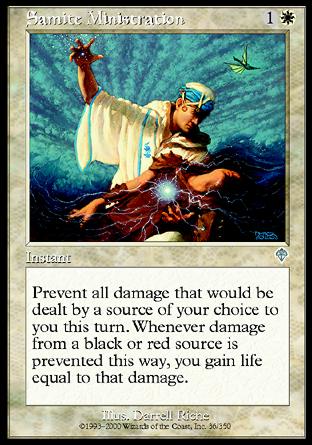 Samite Ministration 1
Instant
Prevent all damage that would be
dealt by a source of your choice to
you this turn. Whenever damage
from a black or red source is
prevented this way, you gain life
equal to that damage.
Illus. Darrell Riche
©1993–2000 Wizards of the Coast, Inc. 36/350